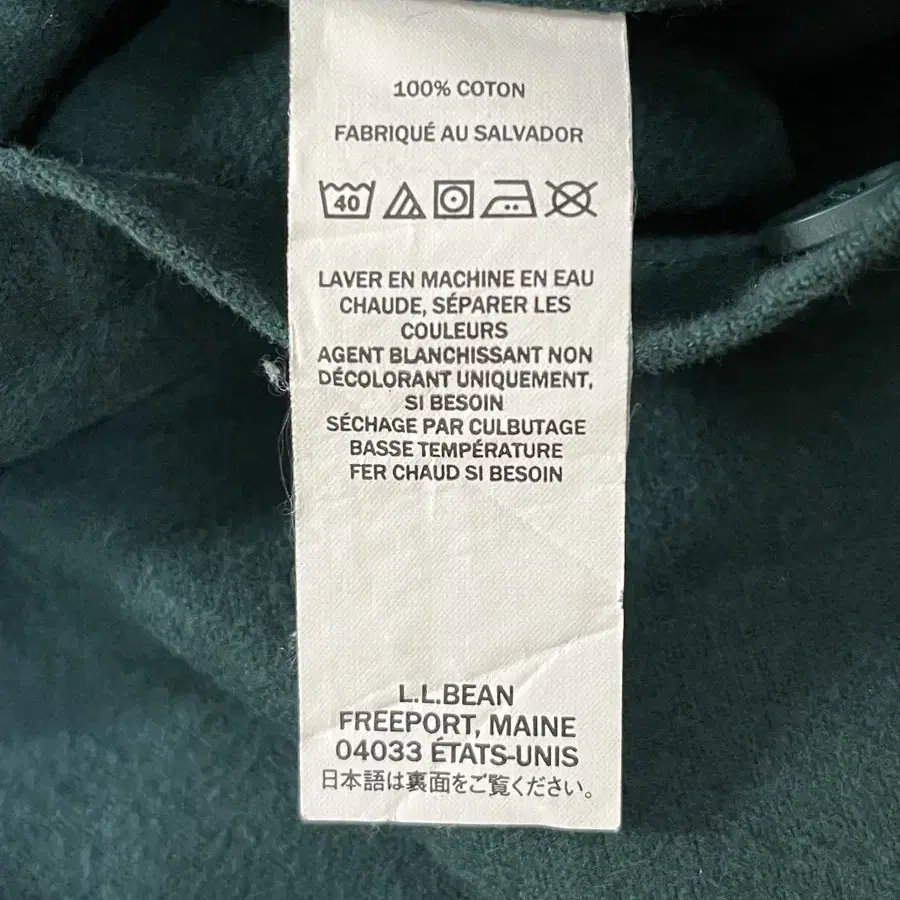 100% COTON
FABRIQUÉ AU SALVADOR
40
LAVER EN MACHINE EN EAU
CHAUDE, SÉPARER LES
COULEURS
AGENT BLANCHISSANT NON
DÉCOLORANT UNIQUEMENT,
SI BESOIN
SÉCHAGE PAR CULBUTAGE
BASSE TEMPÉRATURE
FER CHAUD SI BESOIN
L.L.BEAN
FREEPORT, MAINE
04033 ÉTATS-UNIS
日本語は裏面をご覧ください。